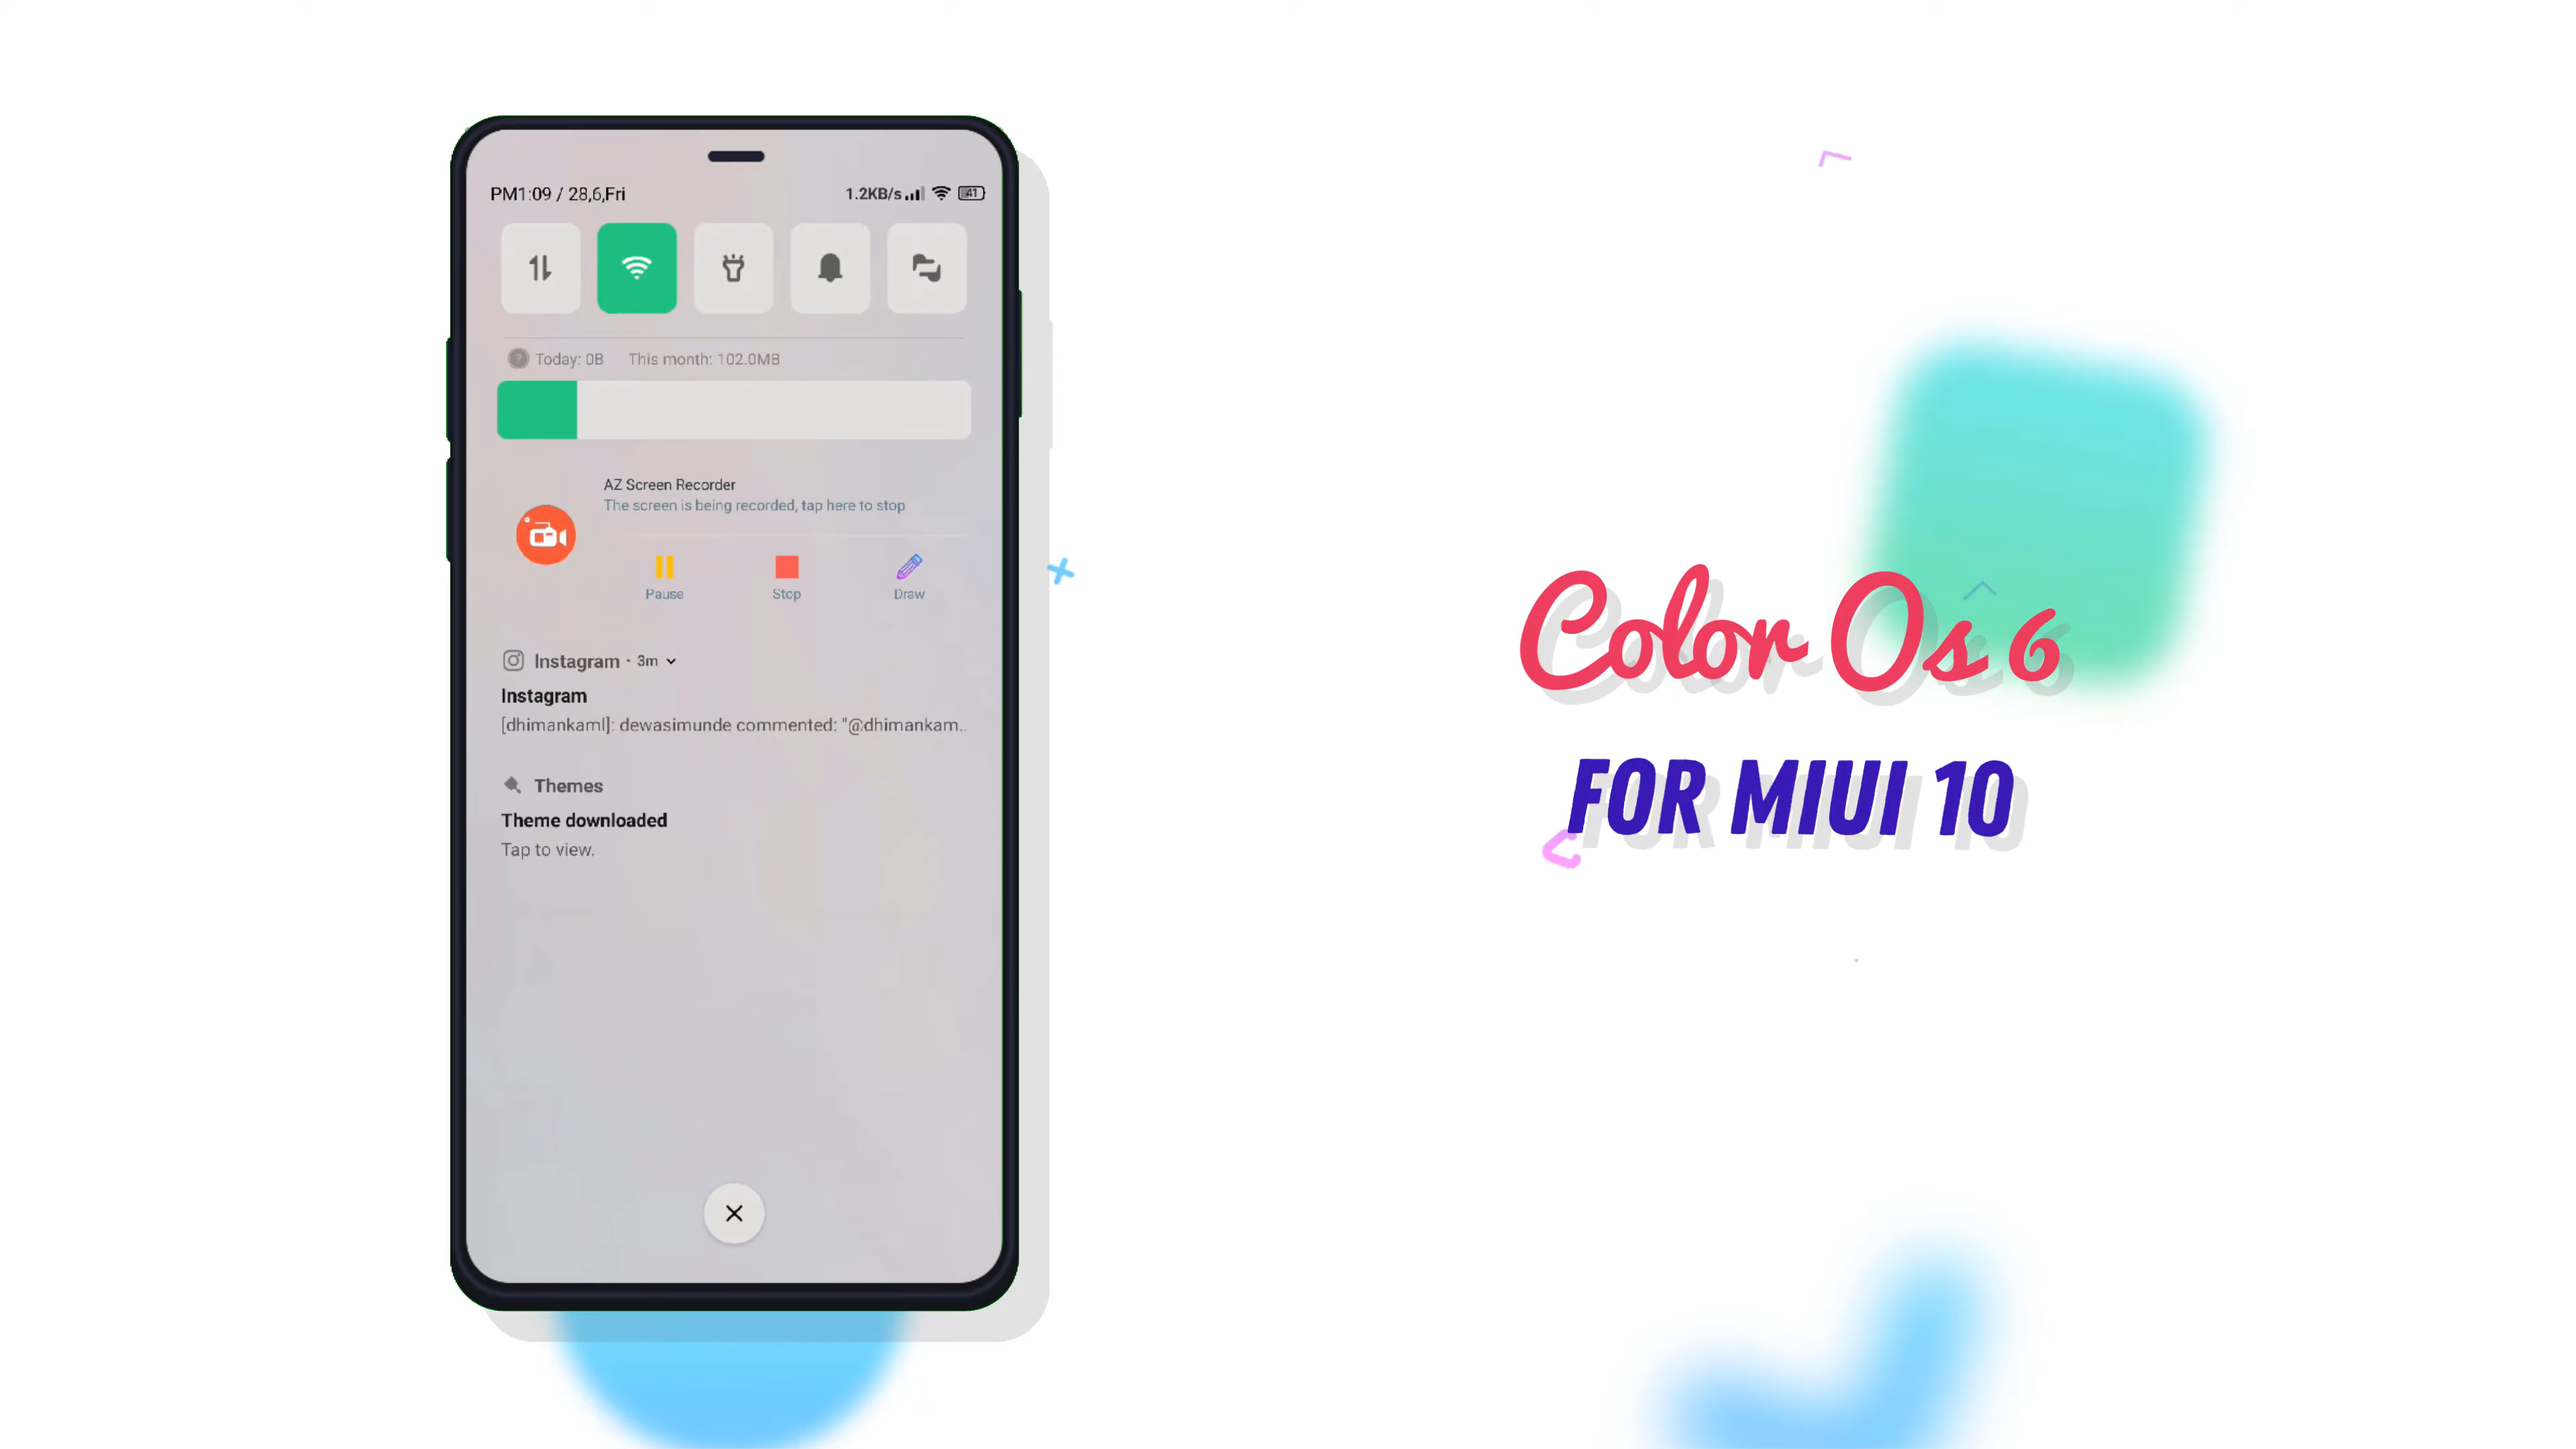 PM1:09 / 28,6,Fri
1.2KB/s 41
Today: 0B This month: 102.0MB
AZ Screen Recorder
The screen is being recorded, tap here to stop
Pause Stop Draw
Instagram · 3m
Instagram
[dhimankaml]: dewasimunde commented: "@dhimankam..
Themes
Theme downloaded
Tap to view.
Color Os 6
FOR MIUI 10